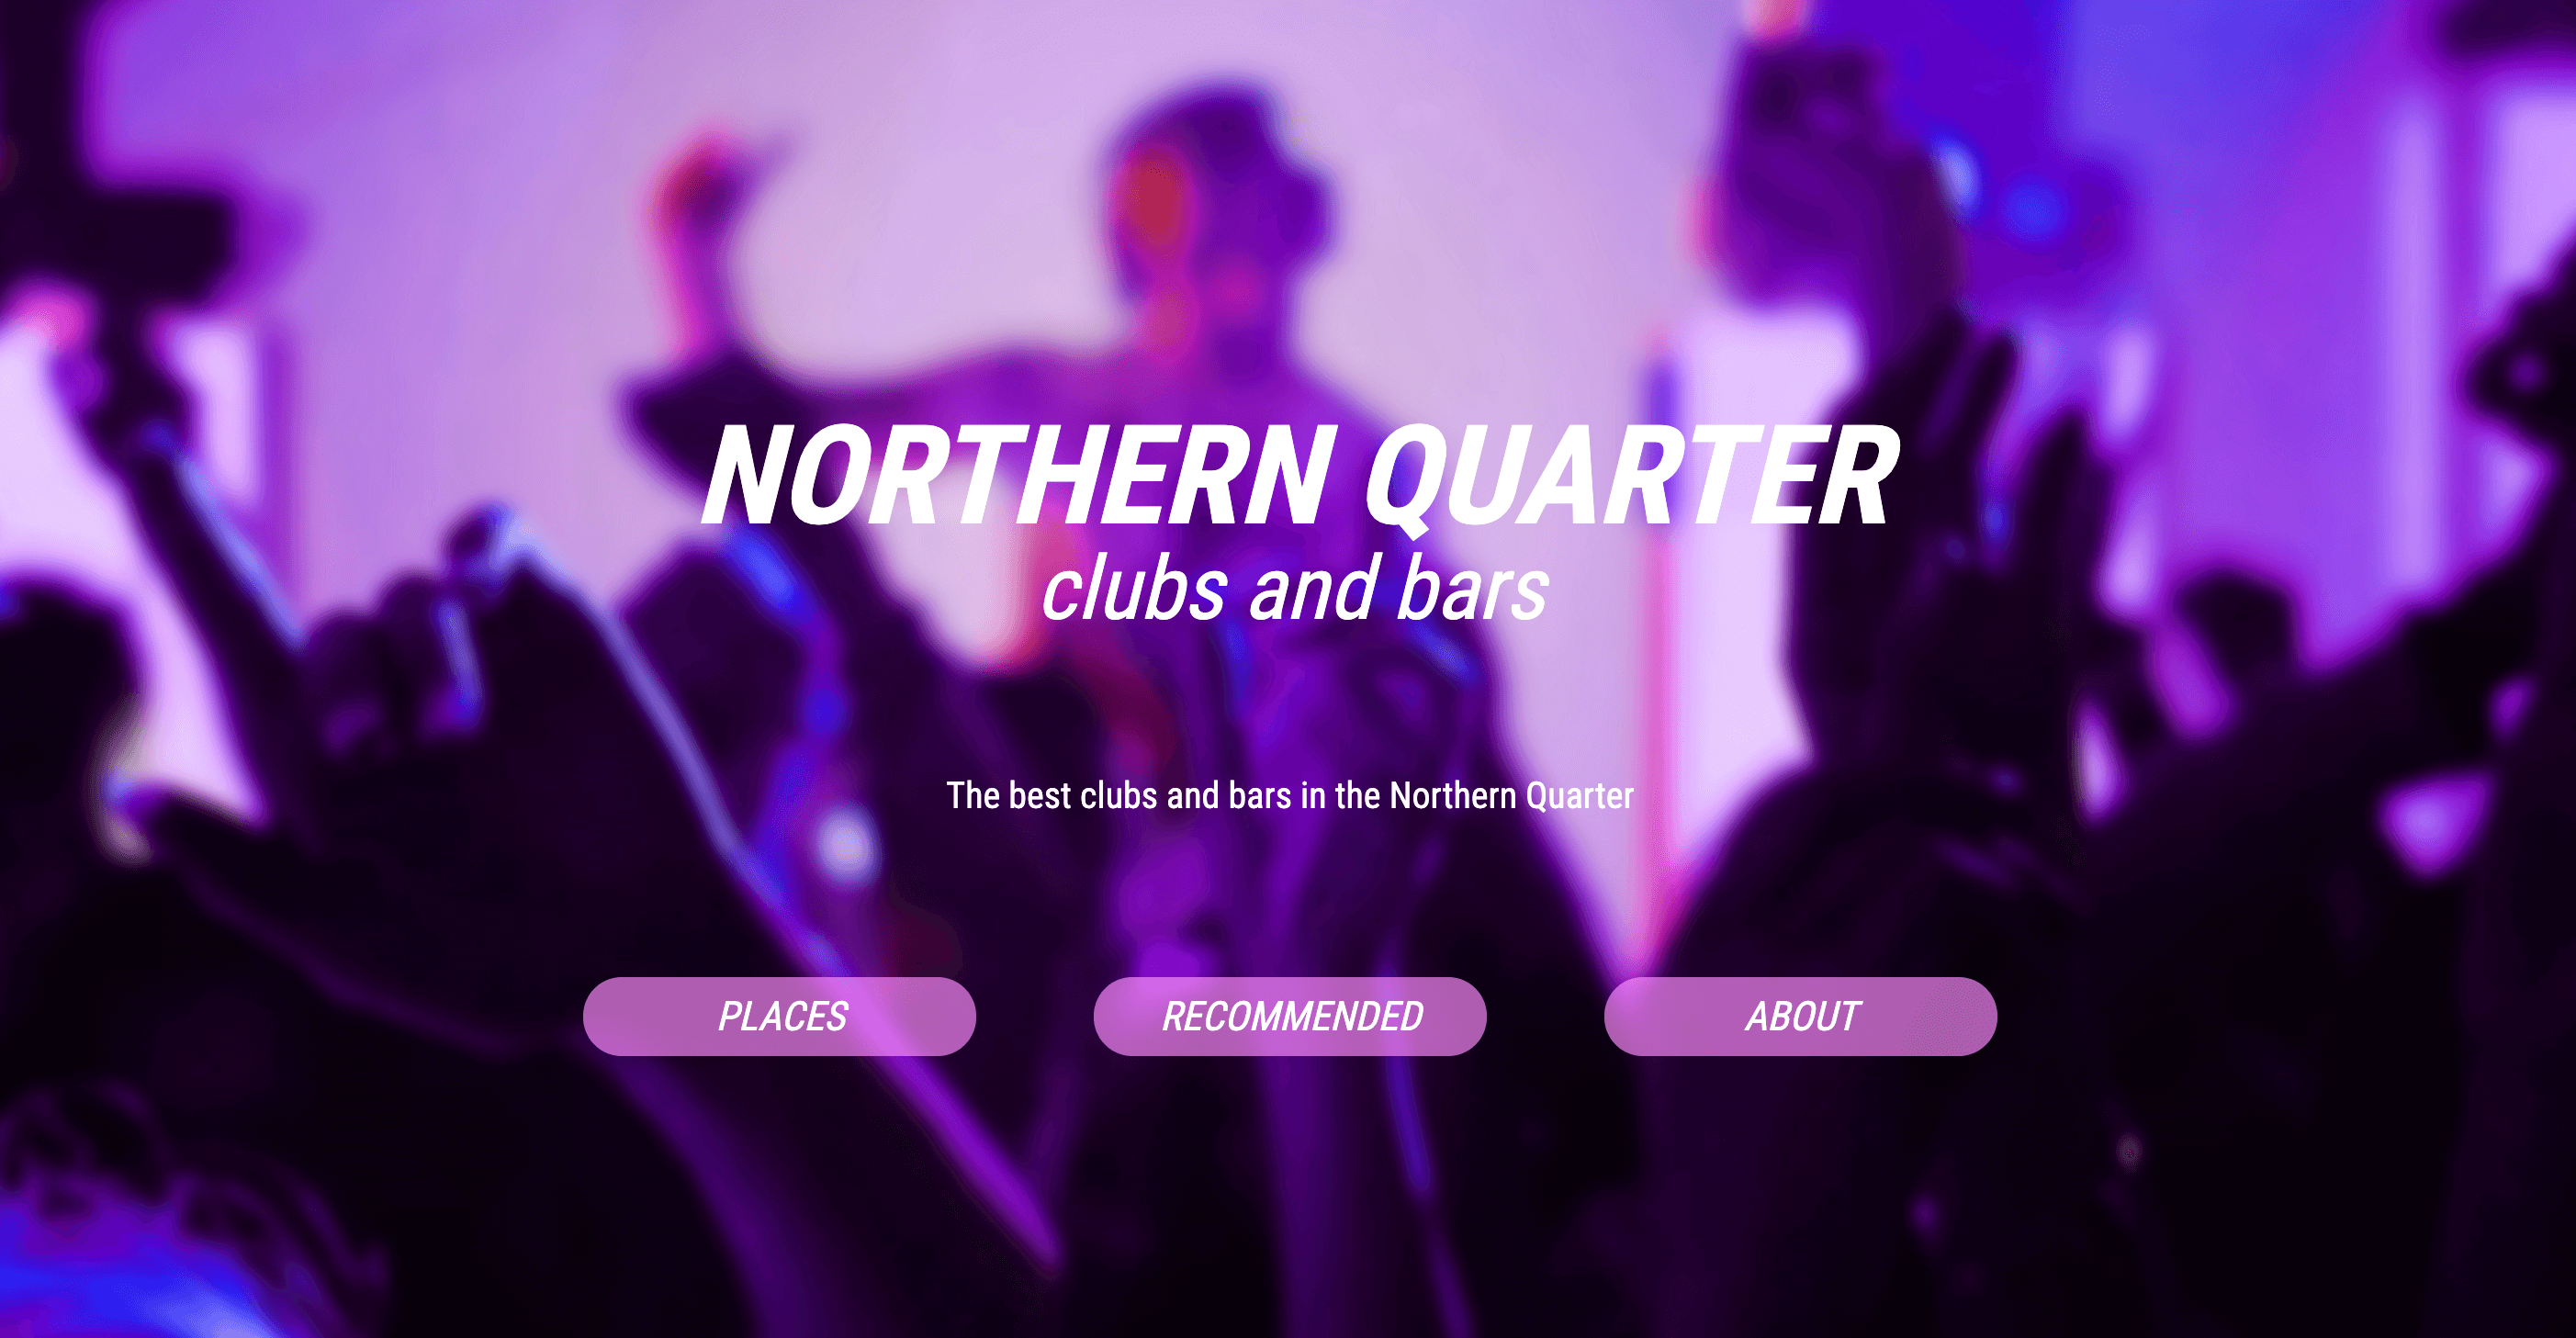 NORTHERN QUARTER
clubs and bars
The best clubs and bars in the Northern Quarter
PLACES
RECOMMENDED
ABOUT